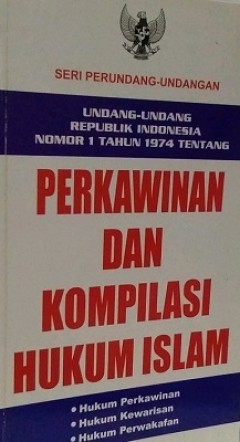 SERI PERUNDANG-UNDANGAN
UNDANG-UNDANG
REPUBLIK INDONESIA
NOMOR 1 TAHUN 1974 TENTANG
PERKAWINAN
DAN
KOMPILASI
HUKUM ISLAM
• Hukum Perkawinan
• Hukum Kewarisan
• Hukum Perwakafan